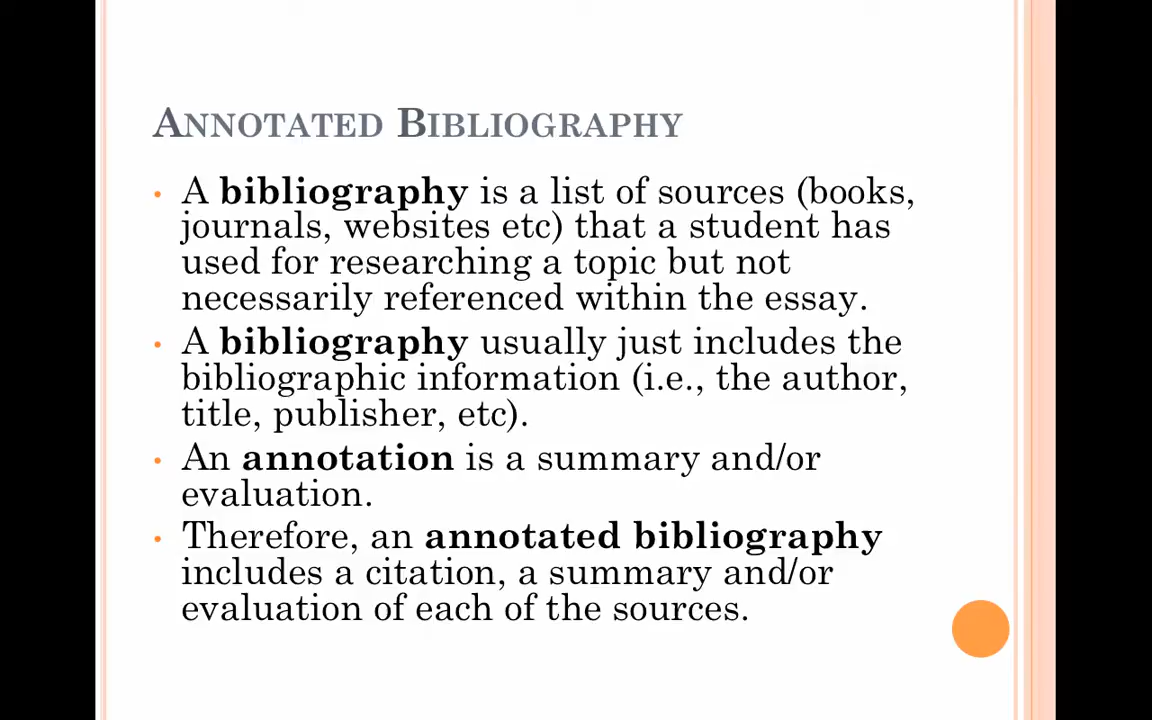 ANNOTATED BIBLIOGRAPHY
• A bibliography is a list of sources (books,
journals, websites etc) that a student has
used for researching a topic but not
necessarily referenced within the essay.
• A bibliography usually just includes the
bibliographic information (i.e., the author,
title, publisher, etc).
• An annotation is a summary and/or
evaluation.
• Therefore, an annotated bibliography
includes a citation, a summary and/or
evaluation of each of the sources.